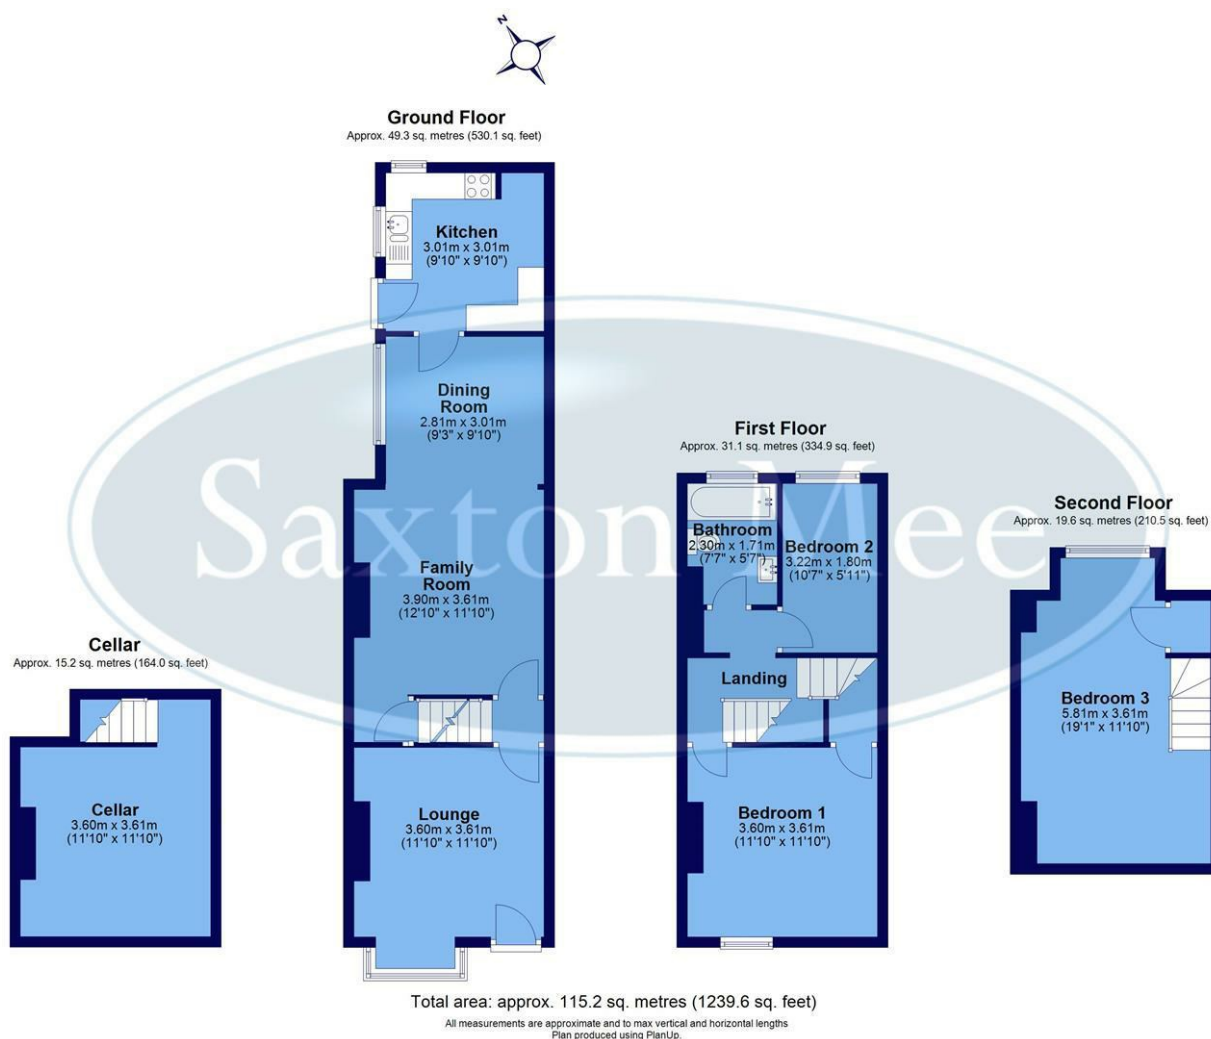 N
Ground Floor
Approx. 49.3 sq. metres (530.1 sq. feet)
Kitchen
3.01m x 3.01m
(9'10" x 9'10")
Dining
Room
2.81m x 3.01m
(9'3" x 9'10")
Family
Room
3.90m x 3.61m
(12'10" x 11'10")
Lounge
3.60m x 3.61m
(11'10" x 11'10")
First Floor
Approx. 31.1 sq. metres (334.9 sq. feet)
Bathroom
2.30m x 1.71m
(7'7" x 5'7")
Bedroom 2
3.22m x 1.80m
(10'7" x 5'11")
Landing
Bedroom 1
3.60m x 3.61m
(11'10" x 11'10")
Second Floor
Approx. 19.6 sq. metres (210.5 sq. feet)
Bedroom 3
5.81m x 3.61m
(19'1" x 11'10")
Cellar
Approx. 15.2 sq. metres (164.0 sq. feet)
Cellar
3.60m x 3.61m
(11'10" x 11'10")
Saxton Mee
Total area: approx. 115.2 sq. metres (1239.6 sq. feet)
All measurements are approximate and to max vertical and horizontal lengths
Plan produced using PlanUp.